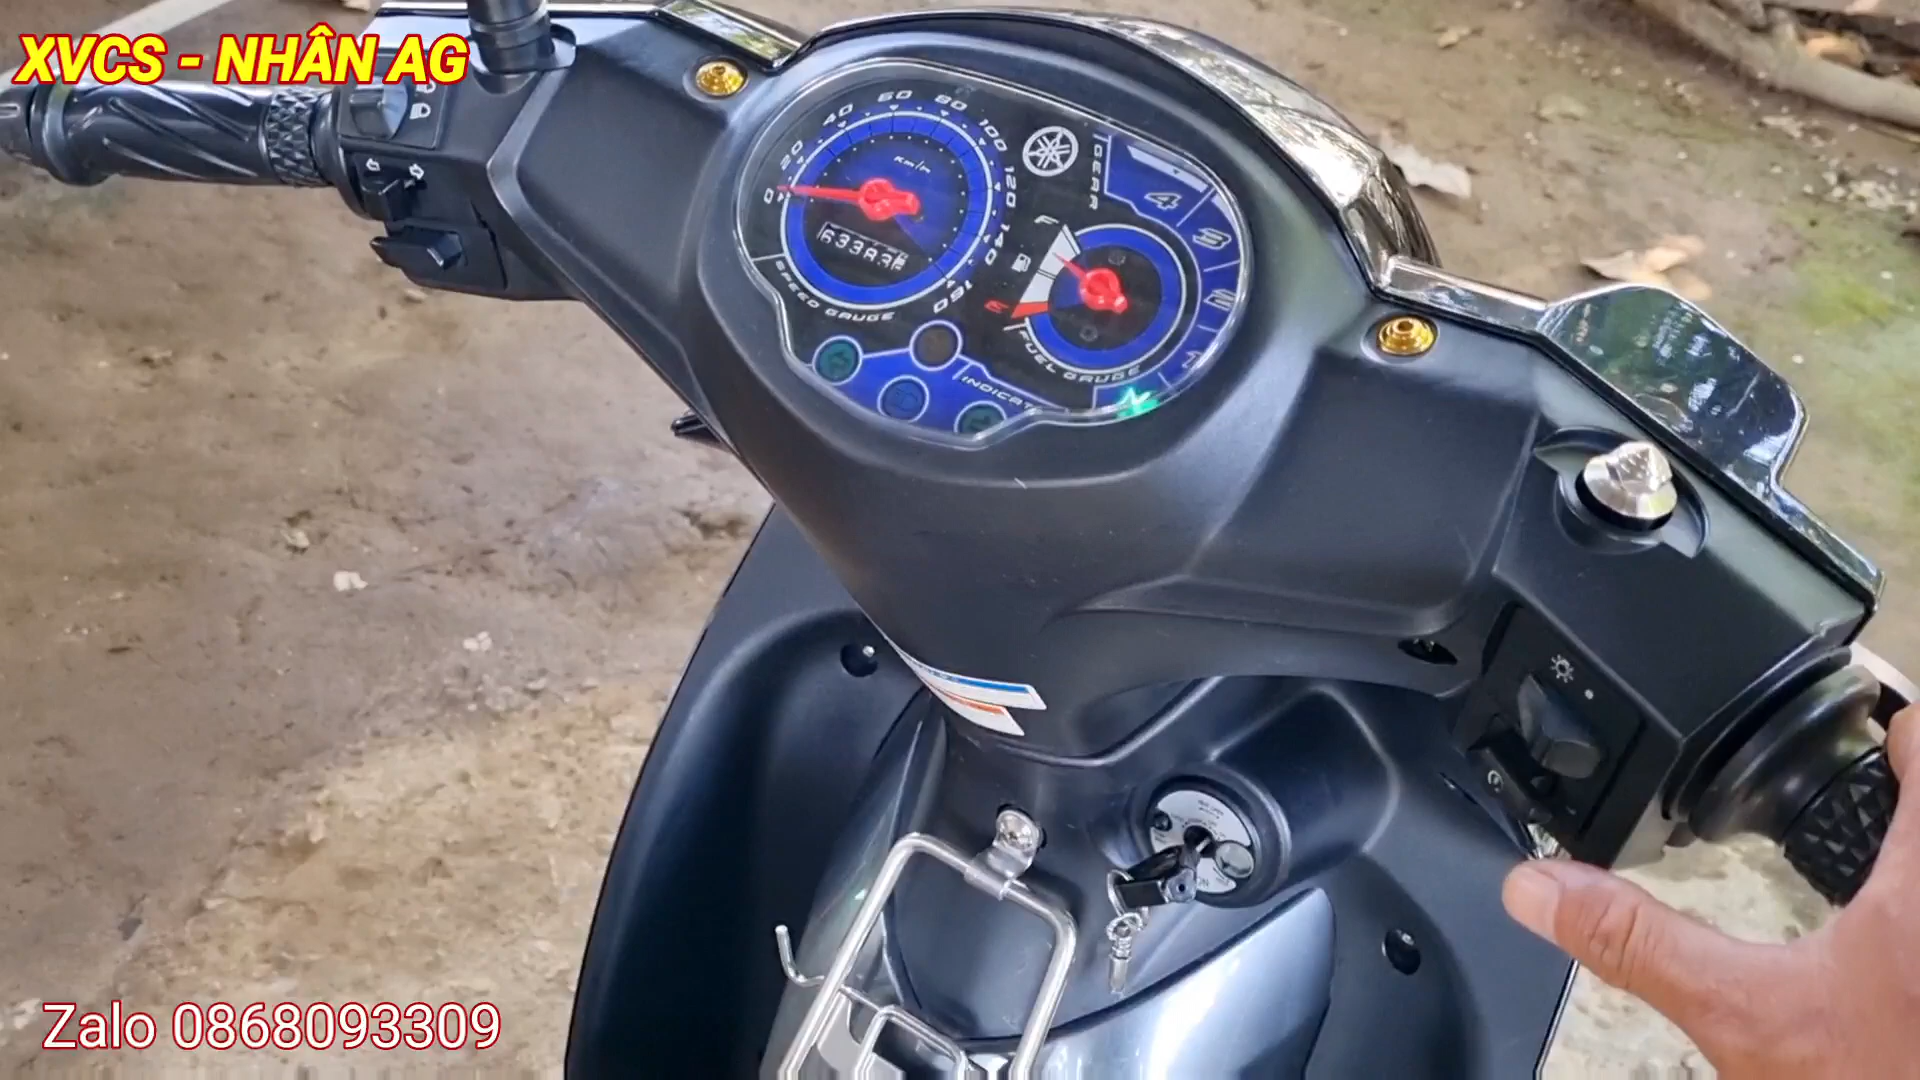 XVCS - NHÂN AG
0 20 40 60 80 100 120 140 160
Km/h
SPEED GAUGE
GEAR
4
3
2
1
N
F
E
FUEL GAUGE
Zalo 0868093309